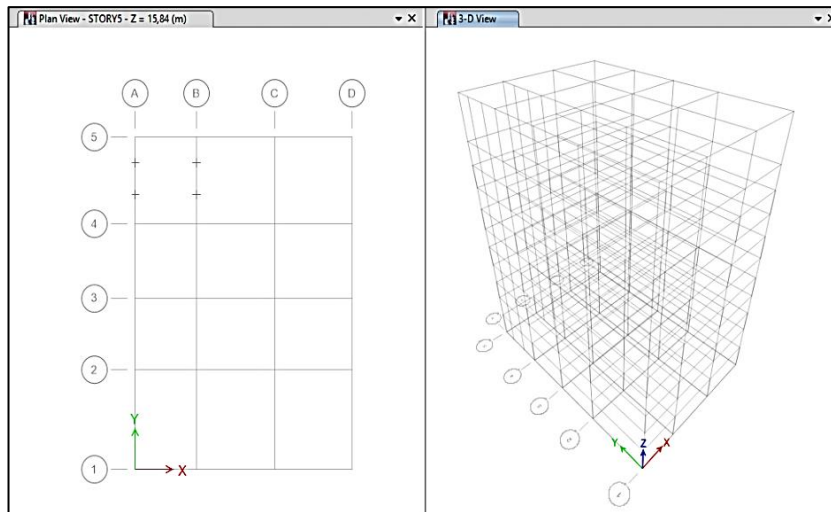 Plan View - STORY5 - Z = 15,84 (m)
3-D View
A B C D
5
4
3
2
Y
1
X
Y Z X